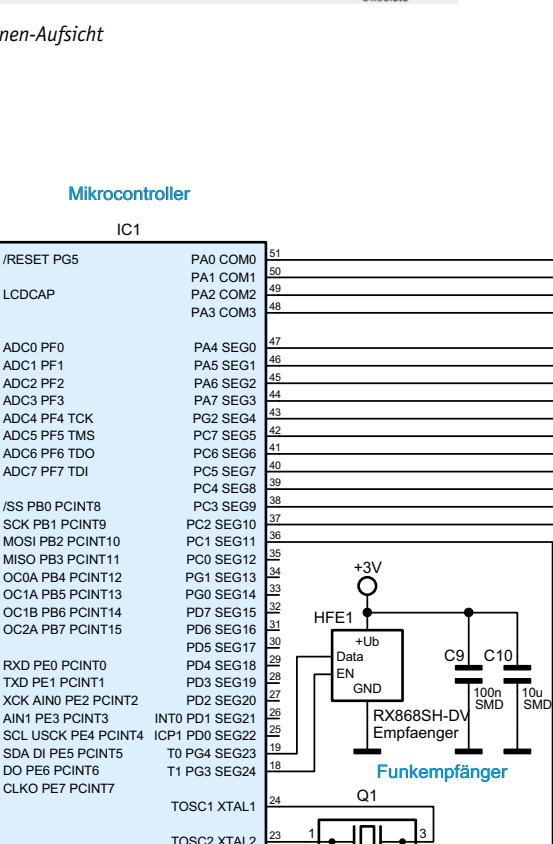 nen-Aufsicht
Mikrocontroller
IC1
/RESET PG5 PA0 COM0 51
PA1 COM1 50
LCDCAP PA2 COM2 49
PA3 COM3 48
ADC0 PF0 PA4 SEG0 47
ADC1 PF1 PA5 SEG1 46
ADC2 PF2 PA6 SEG2 45
ADC3 PF3 PA7 SEG3 44
ADC4 PF4 TCK PG2 SEG4 43
ADC5 PF5 TMS PC7 SEG5 42
ADC6 PF6 TDO PC6 SEG6 41
ADC7 PF7 TDI PC5 SEG7 40
PC4 SEG8 39
/SS PB0 PCINT8 PC3 SEG9 38
SCK PB1 PCINT9 PC2 SEG10 37
MOSI PB2 PCINT10 PC1 SEG11 36
MISO PB3 PCINT11 PC0 SEG12 35
OC0A PB4 PCINT12 PG1 SEG13 34
OC1A PB5 PCINT13 PG0 SEG14 33
OC1B PB6 PCINT14 PD7 SEG15 32
OC2A PB7 PCINT15 PD6 SEG16 31
PD5 SEG17 30
RXD PE0 PCINT0 PD4 SEG18 29
TXD PE1 PCINT1 PD3 SEG19 28
XCK AIN0 PE2 PCINT2 PD2 SEG20 27
AIN1 PE3 PCINT3 INT0 PD1 SEG21 26
SCL USCK PE4 PCINT4 ICP1 PD0 SEG22 25
SDA DI PE5 PCINT5 T0 PG4 SEG23 19
DO PE6 PCINT6 T1 PG3 SEG24 18
CLKO PE7 PCINT7
TOSC1 XTAL1 24
TOSC2 XTAL2 23
+3V
HFE1
+Ub
Data
EN
GND
RX868SH-DV
Empfaenger
C9 C10
100n 10u
SMD SMD
Funkempfänger
Q1
1 3